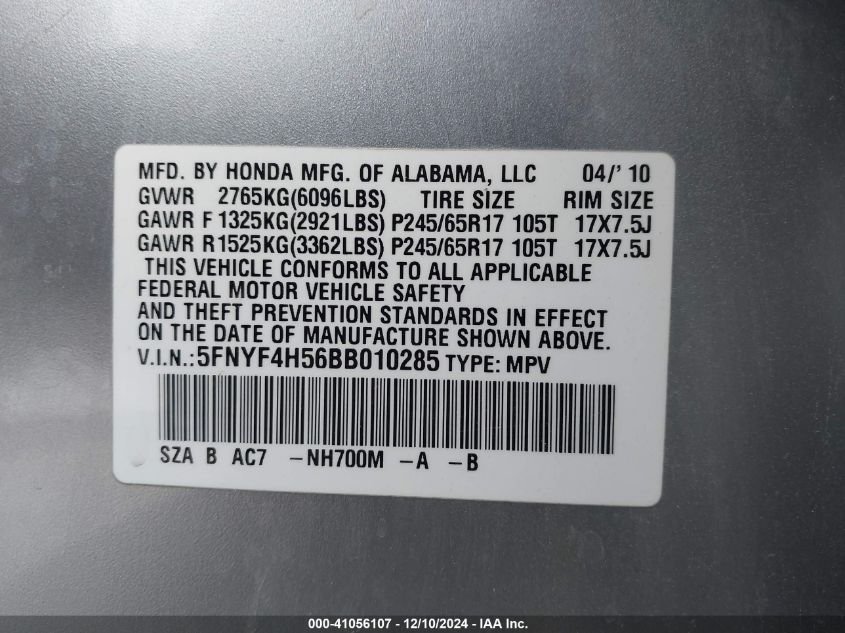 MFD. BY HONDA MFG. OF ALABAMA, LLC 04/' 10
GVWR 2765KG(6096LBS) TIRE SIZE RIM SIZE
GAWR F 1325KG(2921LBS) P245/65R17 105T 17X7.5J
GAWR R1525KG(3362LBS) P245/65R17 105T 17X7.5J
THIS VEHICLE CONFORMS TO ALL APPLICABLE
FEDERAL MOTOR VEHICLE SAFETY
AND THEFT PREVENTION STANDARDS IN EFFECT
ON THE DATE OF MANUFACTURE SHOWN ABOVE.
V.I.N.: 5FNYF4H56BB010285 TYPE: MPV
SZA B AC7 -NH700M -A -B
000-41056107 - 12/10/2024 - IAA Inc.